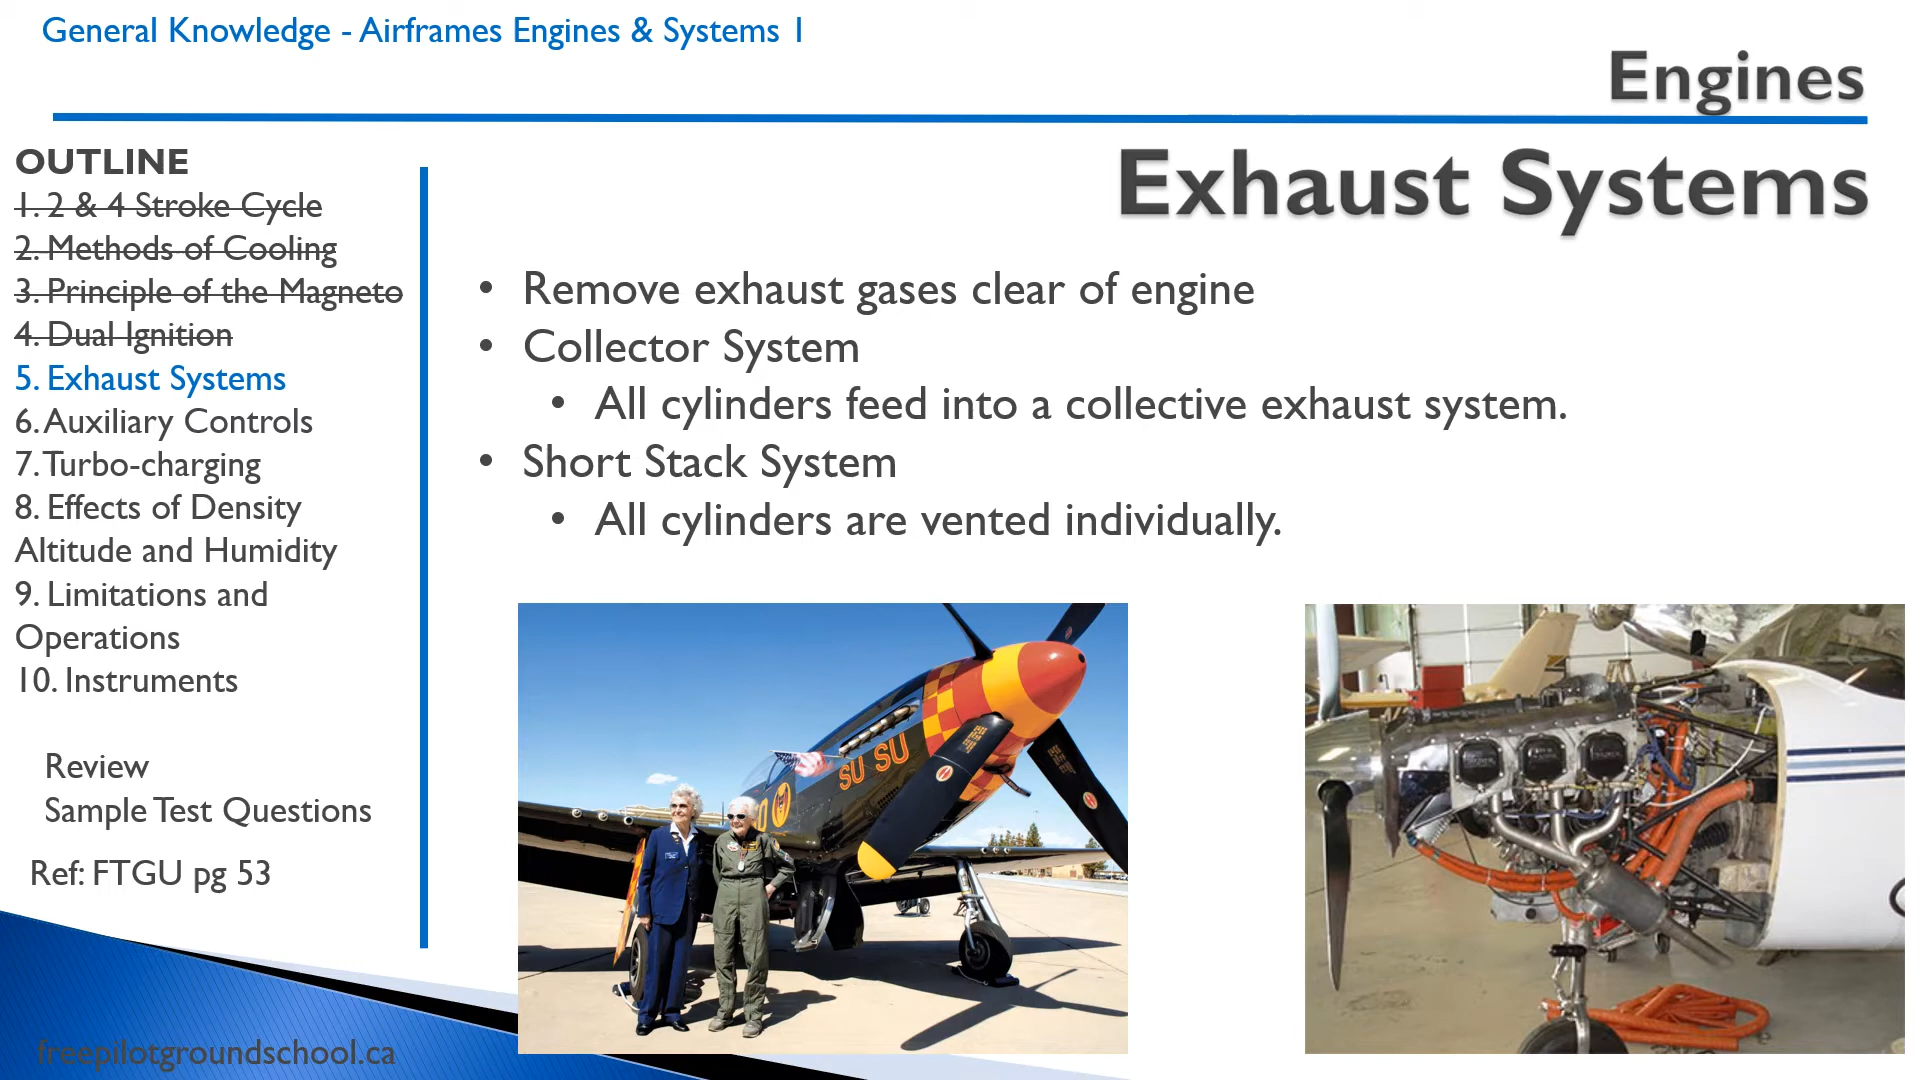 General Knowledge - Airframes Engines & Systems 1
Engines
Exhaust Systems
OUTLINE
1. 2 & 4 Stroke Cycle
2. Methods of Cooling
3. Principle of the Magneto
4. Dual Ignition
5. Exhaust Systems
6. Auxiliary Controls
7. Turbo-charging
8. Effects of Density
Altitude and Humidity
9. Limitations and
Operations
10. Instruments
Review
Sample Test Questions
Ref: FTGU pg 53
freepilotgroundschool.ca
• Remove exhaust gases clear of engine
• Collector System
• All cylinders feed into a collective exhaust system.
• Short Stack System
• All cylinders are vented individually.
SU SU